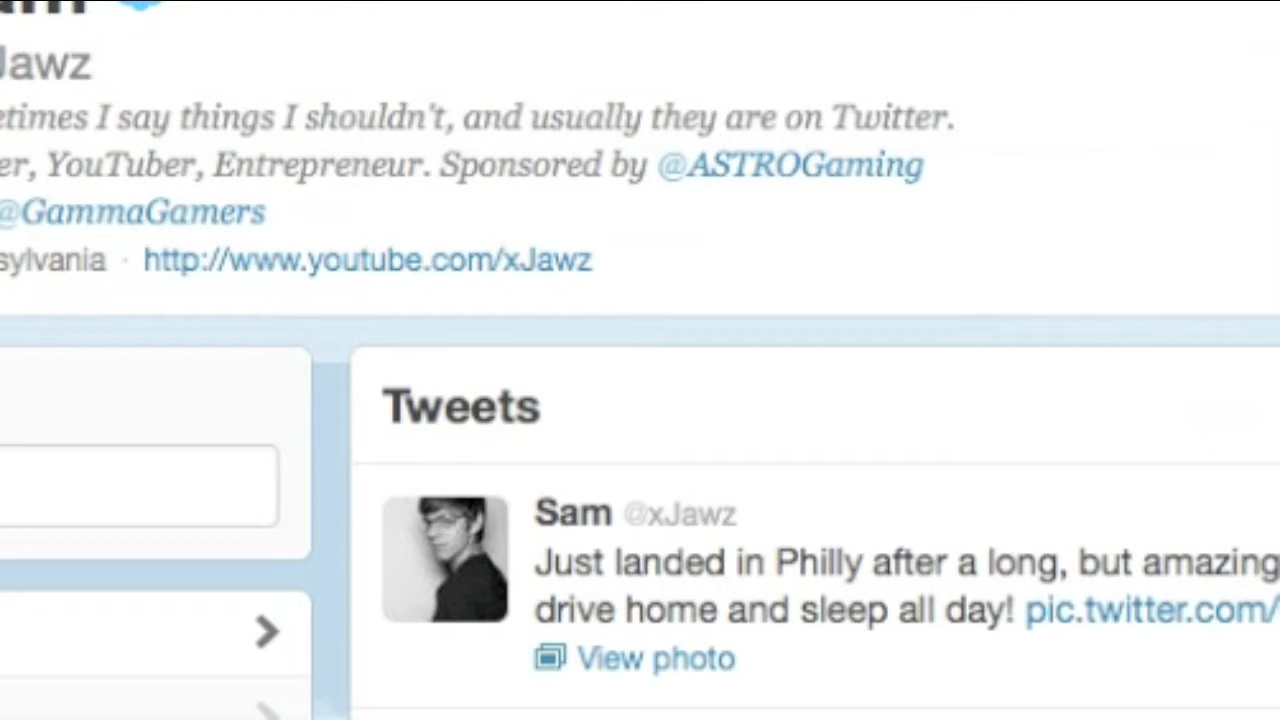 am
Jawz
etimes I say things I shouldn't, and usually they are on Twitter.
er, YouTuber, Entrepreneur. Sponsored by @ASTROGaming
@GammaGamers
sylvania · http://www.youtube.com/xJawz
Tweets
Sam @xJawz
Just landed in Philly after a long, but amazing
drive home and sleep all day! pic.twitter.com/
View photo